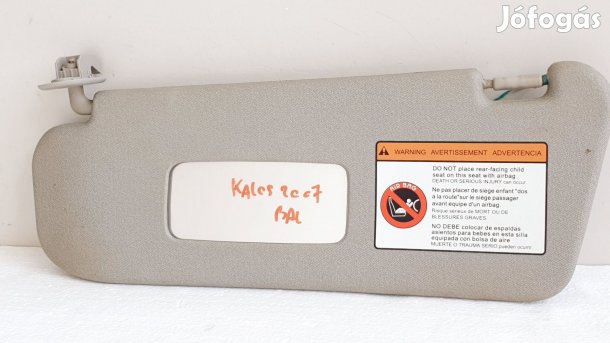 Jófogás
KALOS 2007
BAL
WARNING AVERTISSEMENT ADVERTENCIA
DO NOT place rear-facing child
seat on this seat with airbag
DEATH OR SERIOUS INJURY can occur.
AIR BAG
Ne pas placer de siege enfant "dos
a la route"sur le siege passager
avant equipe d'un airbag.
Risque serieux de MORT OU DE
BLESSURES GRAVES.
NO DEBE colocar de espaldas
asientos para bebes en esta silla
equipada con bolsa de aire
MUERTE O TRAUMA SERIO pueden ocurrir.